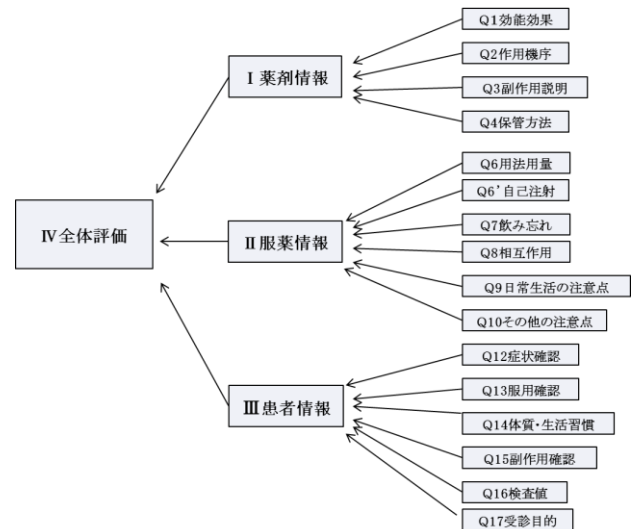 Q1効能効果
Q2作用機序
Ⅰ薬剤情報
Q3副作用説明
Q4保管方法
Q6用法用量
Q6’自己注射
Q7飲み忘れ
Ⅳ全体評価
Ⅱ服薬情報
Q8相互作用
Q9日常生活の注意点
Q10その他の注意点
Q12症状確認
Q13服用確認
Ⅲ患者情報
Q14体質・生活習慣
Q15副作用確認
Q16検査値
Q17受診目的